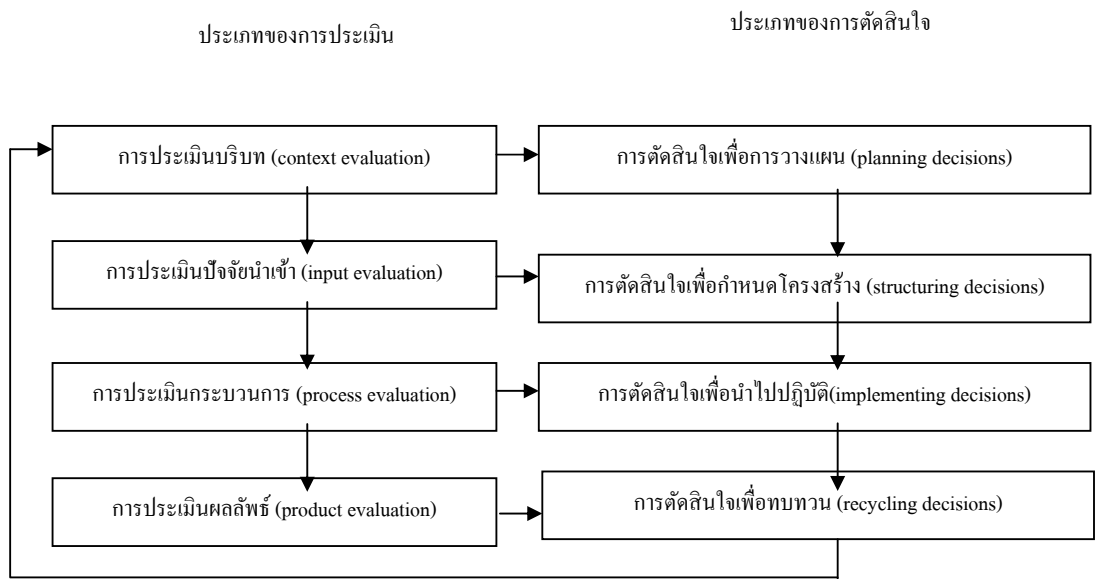 ประเภทของการประเมิน
ประเภทของการตัดสินใจ
การประเมินบริบท (context evaluation)
การตัดสินใจเพื่อการวางแผน (planning decisions)
การประเมินปัจจัยนำเข้า (input evaluation)
การตัดสินใจเพื่อกำหนดโครงสร้าง (structuring decisions)
การประเมินกระบวนการ (process evaluation)
การตัดสินใจเพื่อนำไปปฏิบัติ(implementing decisions)
การประเมินผลลัพธ์ (product evaluation)
การตัดสินใจเพื่อทบทวน (recycling decisions)